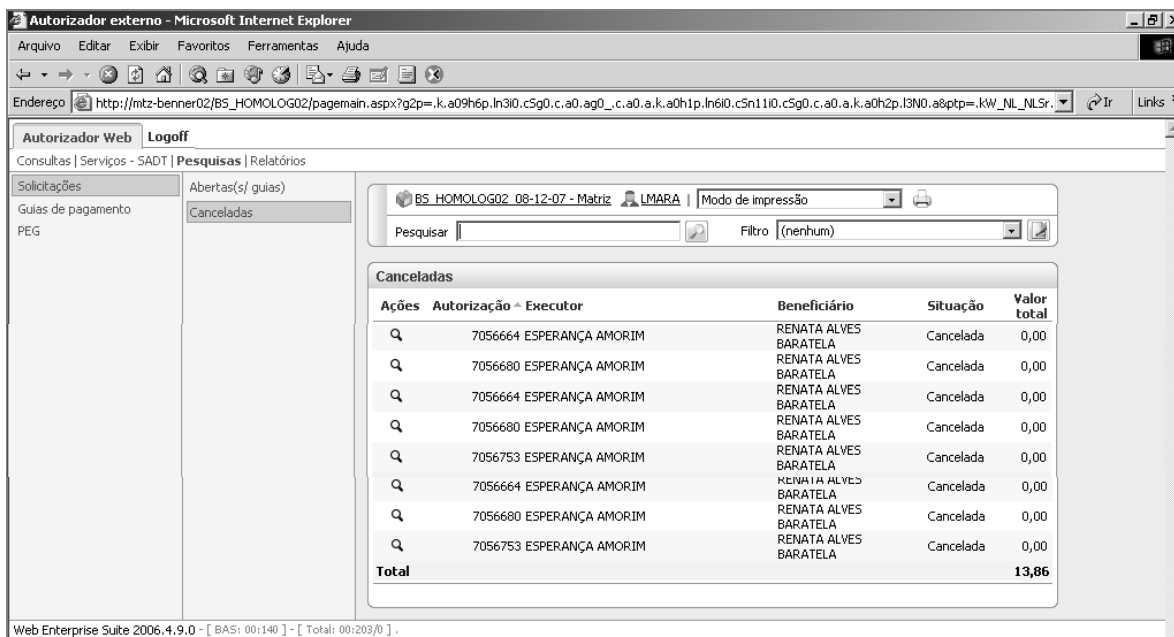 Autorizador externo - Microsoft Internet Explorer
Arquivo Editar Exibir Favoritos Ferramentas Ajuda
Endereço http://mtz-benner02/BS_HOMOLOG02/pagemain.aspx?g2p=.k.a09h6p.ln3i0.cSg0.c.a0.ag0_.c.a0.a.k.a0h1p.ln6i0.cSn11i0.cSg0.c.a0.a.k.a0h2p.l3N0.a&ptp=.kW_NL_NLSr. Ir Links
Autorizador Web Logoff
Consultas | Serviços - SADT | Pesquisas | Relatórios
Solicitações
Guias de pagamento
PEG
Abertas(s/ guias)
Canceladas
BS_HOMOLOG02 08-12-07 - Matriz LMARA | Modo de impressão
Pesquisar Filtro (nenhum)
Canceladas
Ações Autorização Executor Beneficiário Situação Valor total
7056664 ESPERANÇA AMORIM RENATA ALVES BARATELA Cancelada 0,00
7056680 ESPERANÇA AMORIM RENATA ALVES BARATELA Cancelada 0,00
7056664 ESPERANÇA AMORIM RENATA ALVES BARATELA Cancelada 0,00
7056680 ESPERANÇA AMORIM RENATA ALVES BARATELA Cancelada 0,00
7056753 ESPERANÇA AMORIM RENATA ALVES BARATELA Cancelada 0,00
7056664 ESPERANÇA AMORIM RENATA ALVES BARATELA Cancelada 0,00
7056680 ESPERANÇA AMORIM RENATA ALVES BARATELA Cancelada 0,00
7056753 ESPERANÇA AMORIM RENATA ALVES BARATELA Cancelada 0,00
Total 13,86
Web Enterprise Suite 2006.4.9.0 - [ BAS: 00:140 ] - [ Total: 00:203/0 ] .